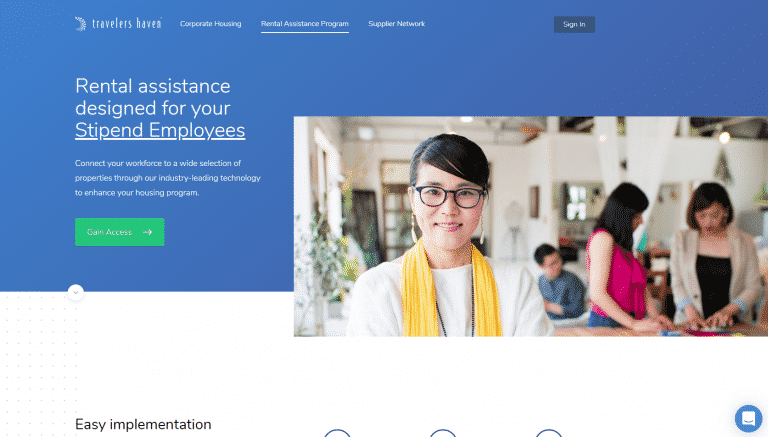 travelers haven
Corporate Housing
Rental Assistance Program
Supplier Network
Sign In
Rental assistance
designed for your
Stipend Employees
Connect your workforce to a wide selection of
properties through our industry-leading technology
to enhance your housing program.
Gain Access
Easy implementation